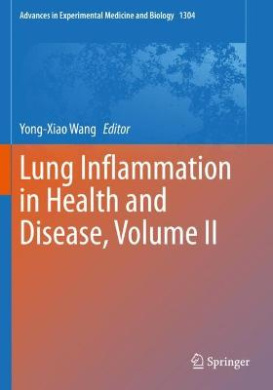 Advances in Experimental Medicine and Biology 1304
Yong-Xiao Wang Editor
Lung Inflammation
in Health and
Disease, Volume II
Springer